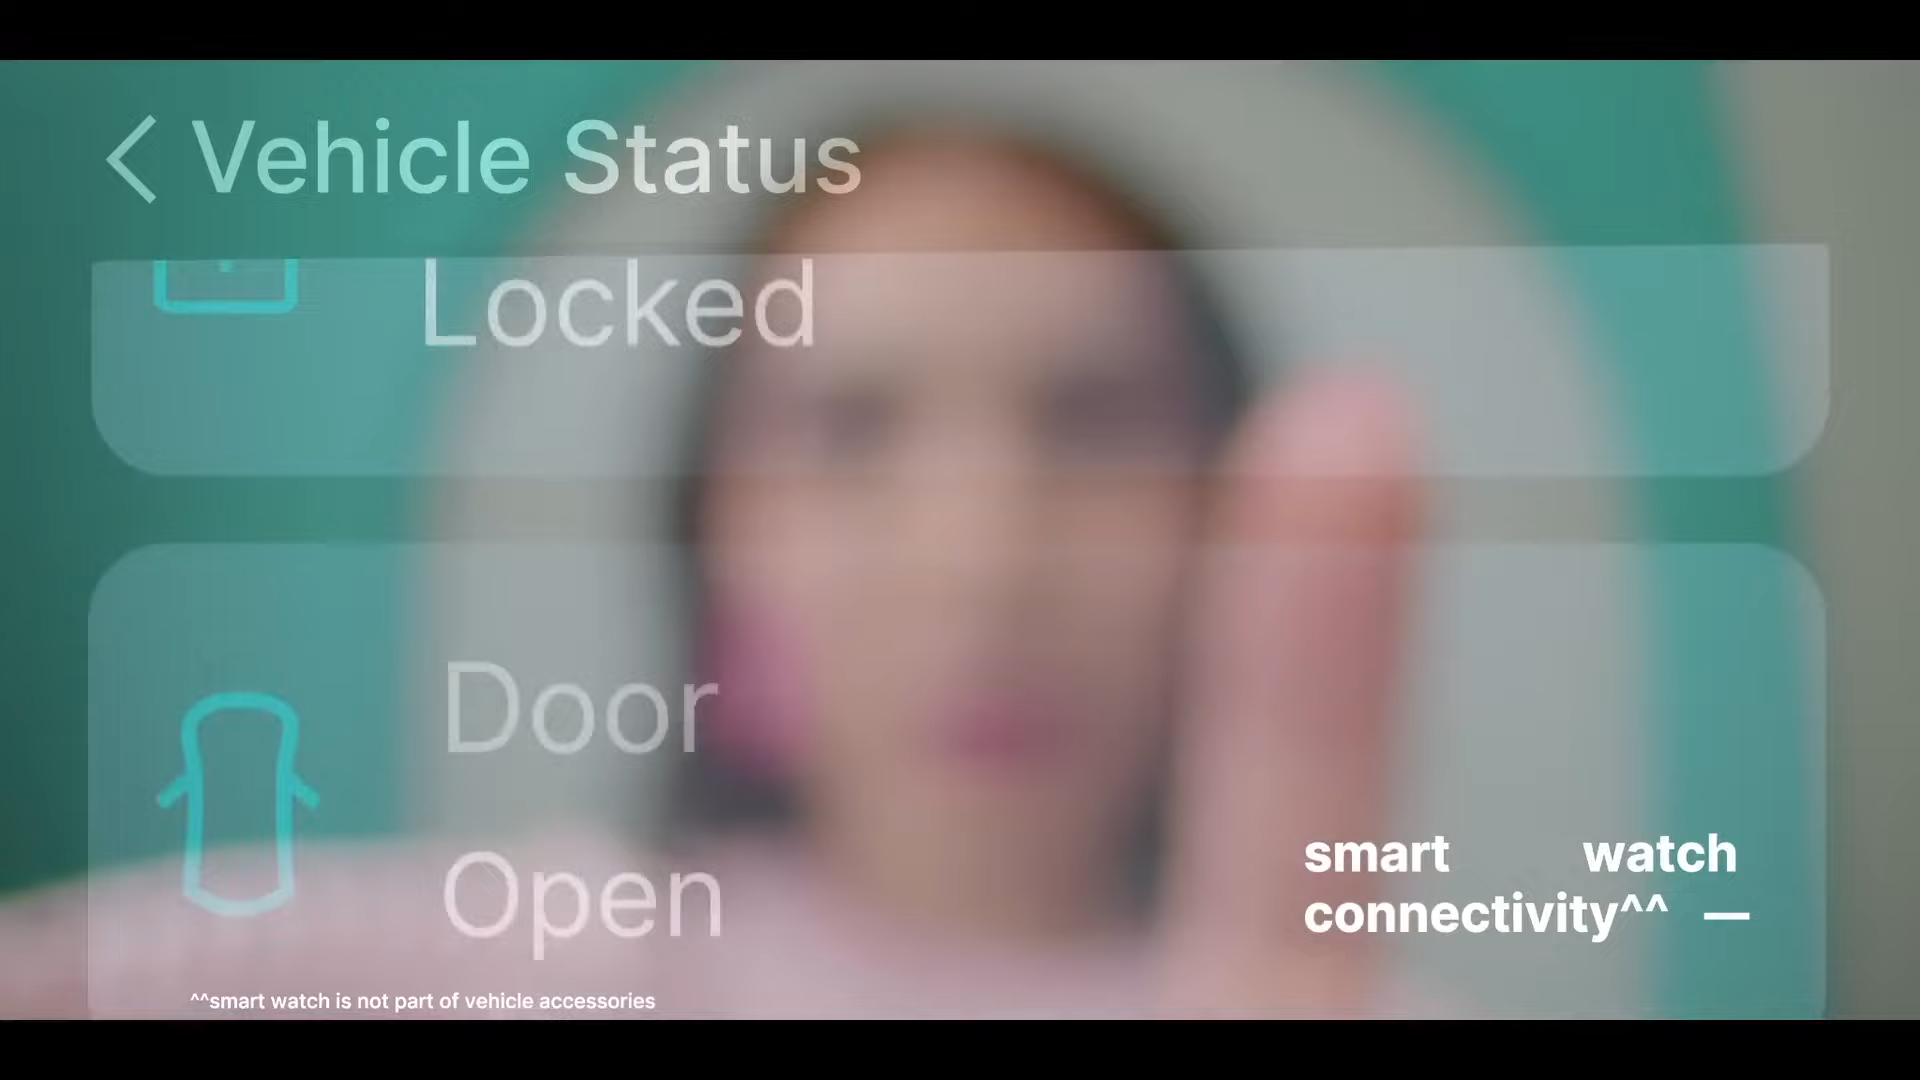 Vehicle Status
Locked
Door
Open
smart watch
connectivity^^ —
^^smart watch is not part of vehicle accessories